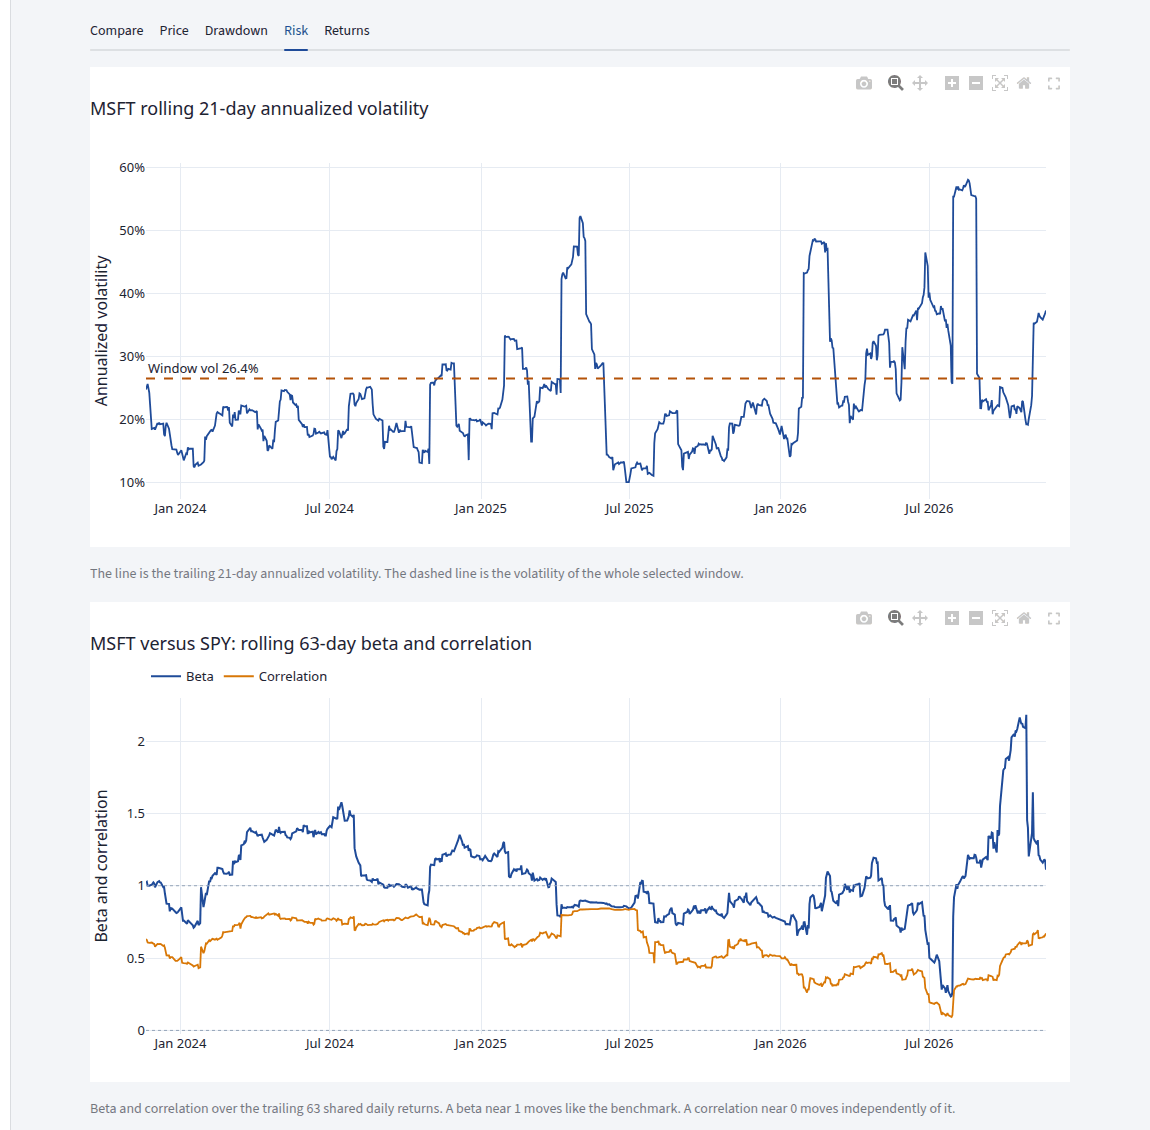 Compare Price Drawdown Risk Returns
MSFT rolling 21-day annualized volatility
60%
50%
40%
30%
20%
10%
Annualized volatility
Window vol 26.4%
Jan 2024 Jul 2024 Jan 2025 Jul 2025 Jan 2026 Jul 2026
The line is the trailing 21-day annualized volatility. The dashed line is the volatility of the whole selected window.
MSFT versus SPY: rolling 63-day beta and correlation
Beta Correlation
2
1.5
1
0.5
0
Beta and correlation
Jan 2024 Jul 2024 Jan 2025 Jul 2025 Jan 2026 Jul 2026
Beta and correlation over the trailing 63 shared daily returns. A beta near 1 moves like the benchmark. A correlation near 0 moves independently of it.